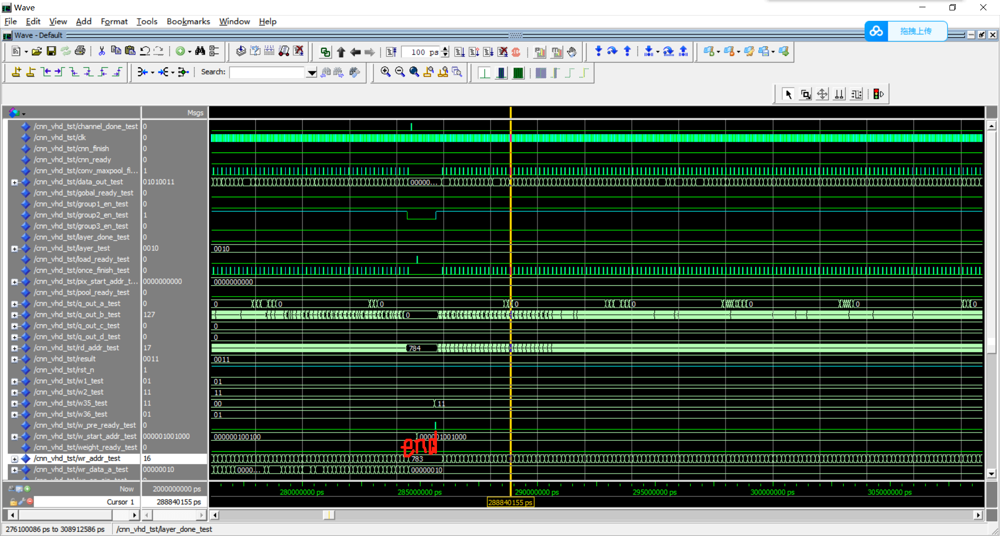 Wave
File Edit View Add Format Tools Bookmarks Window Help
Wave - Default
拖拽上传
100 ps
Search:
Msgs
/cnn_vhd_tst/channel_done_test 0
/cnn_vhd_tst/clk 0
/cnn_vhd_tst/cnn_finish 0
/cnn_vhd_tst/cnn_ready 0
/cnn_vhd_tst/conv_maxpool_fi... 1
/cnn_vhd_tst/data_out_test 01010011 00000...
/cnn_vhd_tst/gobal_ready_test 0
/cnn_vhd_tst/group1_en_test 0
/cnn_vhd_tst/group2_en_test 1
/cnn_vhd_tst/group3_en_test 0
/cnn_vhd_tst/layer_done_test 0
/cnn_vhd_tst/layer_test 0010 0010
/cnn_vhd_tst/load_ready_test 0
/cnn_vhd_tst/once_finish_test 0
/cnn_vhd_tst/pix_start_addr_t... 0000000000 0000000000
/cnn_vhd_tst/pool_ready_test 0
/cnn_vhd_tst/q_out_a_test 0 0 0 0 0 0 0 0 0
/cnn_vhd_tst/q_out_b_test 127 0
/cnn_vhd_tst/q_out_c_test 0 0
/cnn_vhd_tst/q_out_d_test 0 0
/cnn_vhd_tst/rd_addr_test 17 784
/cnn_vhd_tst/result 0011 0011
/cnn_vhd_tst/rst_n 1
/cnn_vhd_tst/w1_test 01 01
/cnn_vhd_tst/w2_test 11 11
/cnn_vhd_tst/w35_test 11 00 11
/cnn_vhd_tst/w36_test 01 01
/cnn_vhd_tst/w_pre_ready_test 0
/cnn_vhd_tst/w_start_addr_test 000001001000 000000100100 000001001000
/cnn_vhd_tst/weight_ready_test 0 end
/cnn_vhd_tst/wr_addr_test 16 783
/cnn_vhd_tst/wr_data_a_test 00000010 0000... 00000010
Now 2000000000 ps 280000000 ps 285000000 ps 290000000 ps 295000000 ps 300000000 ps 305000000 ps
Cursor 1 288840155 ps 288840155 ps
276100086 ps to 308912586 ps /cnn_vhd_tst/layer_done_test